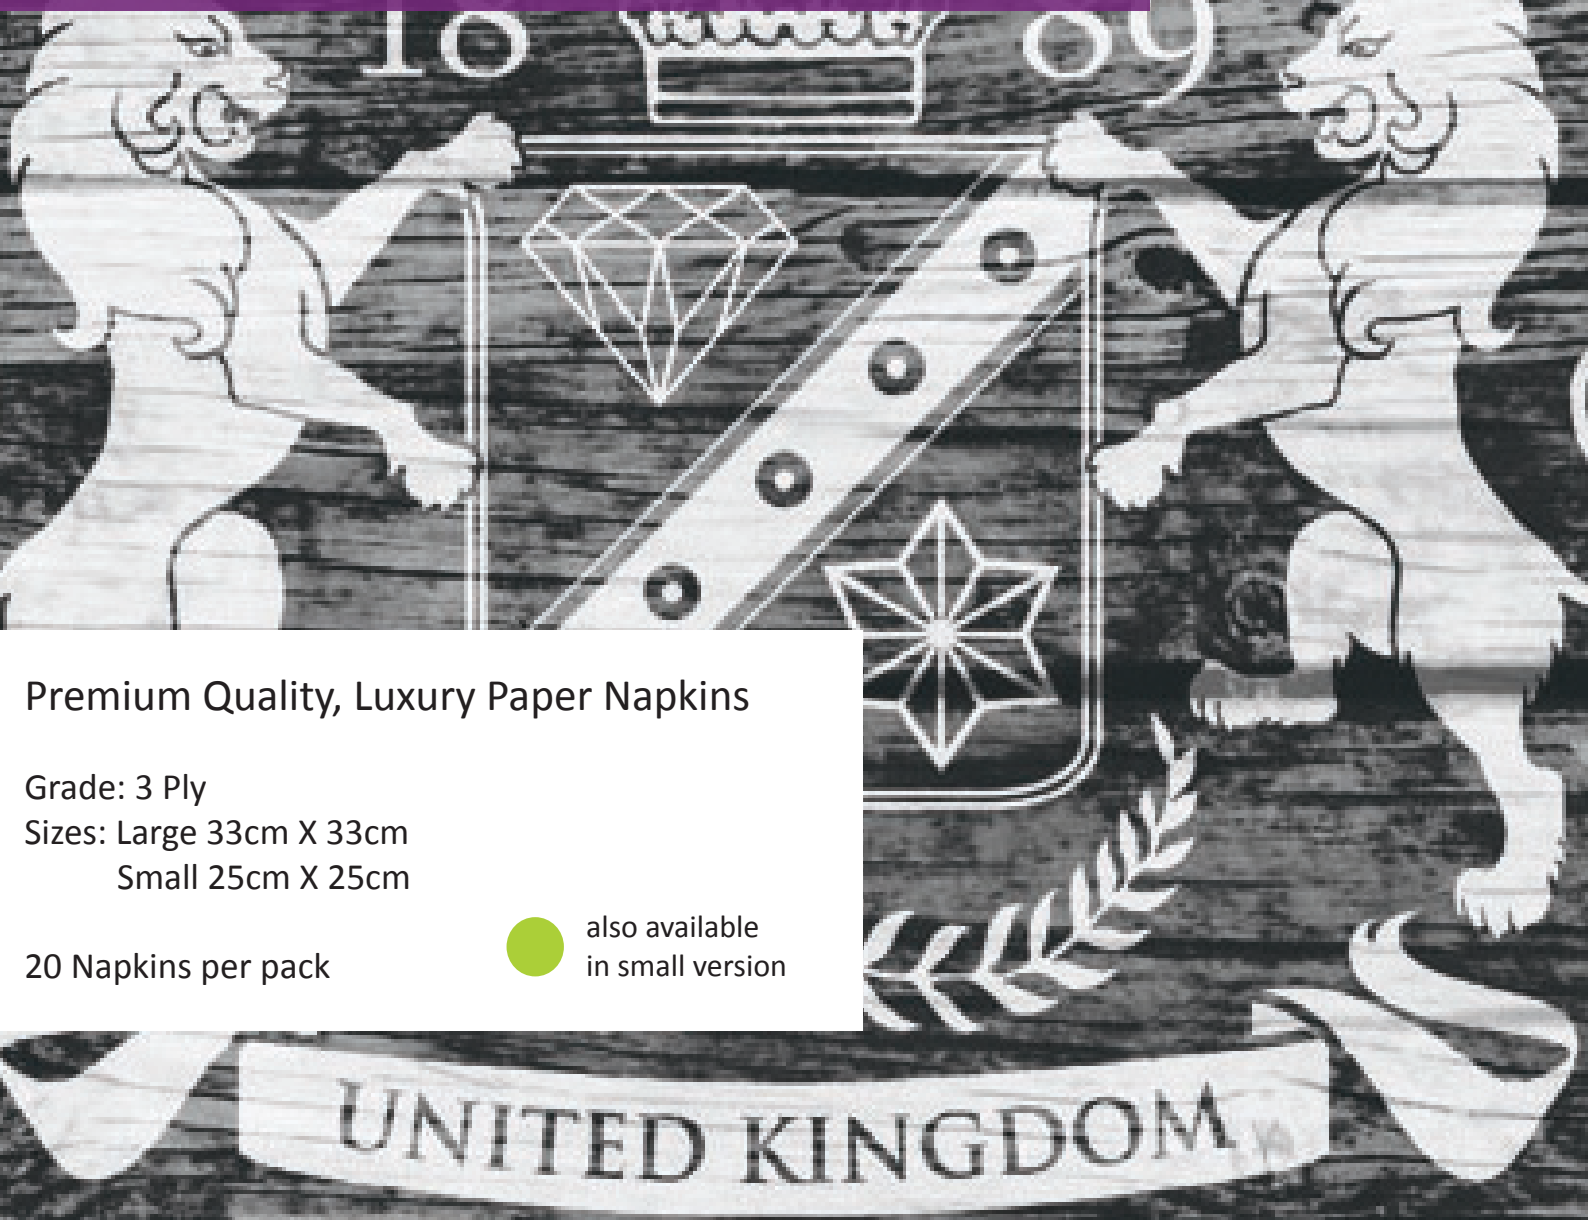 18 89
Premium Quality, Luxury Paper Napkins
Grade: 3 Ply
Sizes: Large 33cm X 33cm
Small 25cm X 25cm
also available
in small version
20 Napkins per pack
UNITED KINGDOM